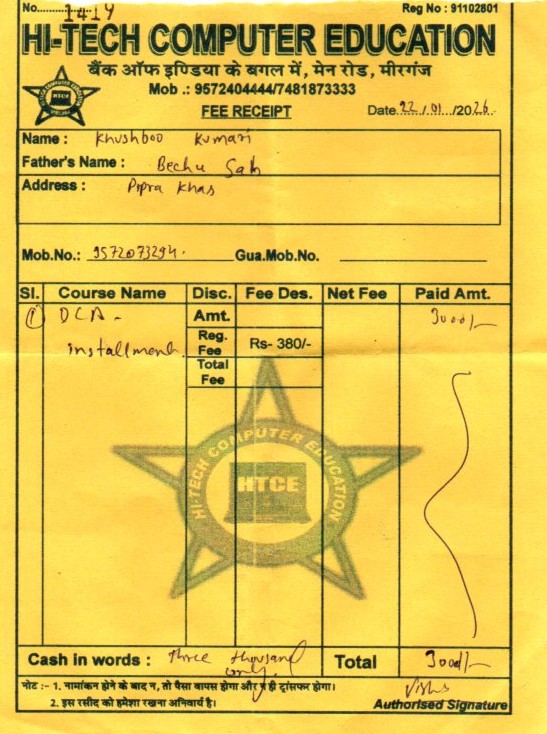 No. 1419 Reg No : 91102801
HI-TECH COMPUTER EDUCATION
बैंक ऑफ इण्डिया के बगल में, मेन रोड, मीरगंज
HTCE
Mob .: 9572404444/7481873333
FEE RECEIPT Date 22/01/2026
Name : Khushboo Kumari
Father's Name : Bechu Sah
Address : Pipra Khas
Mob.No.: 9572073294. Gua.Mob.No.
Sl. Course Name Disc. Fee Des. Net Fee Paid Amt.
① DCA - Amt. 3000/-
installment Reg. Fee Rs- 380/-
Total Fee
HI-TECH COMPUTER EDUCATION
HTCE
Cash in words : Three thousand only. Total 3000/-
नोट :- 1. नामांकन होने के बाद न, तो पैसा वापस होगा और न ही ट्रांसफर होगा।
2. इस रसीद को हमेशा रखना अनिवार्य है।
Authorised Signature